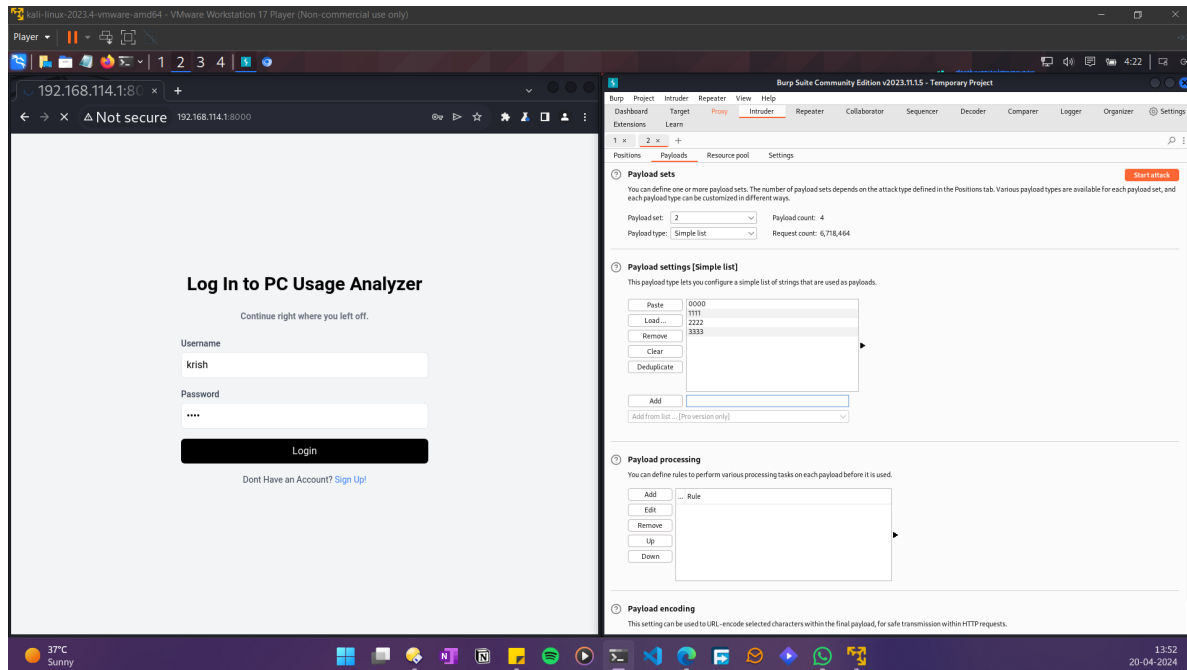 kali-linux-2023.4-vmware-amd64 - VMware Workstation 17 Player (Non-commercial use only)
Player
1 2 3 4
4:22
192.168.114.1:80
Not secure 192.168.114.1:8000
Log In to PC Usage Analyzer
Continue right where you left off.
Username
krish
Password
••••
Login
Dont Have an Account? Sign Up!
Burp Suite Community Edition v2023.11.1.5 - Temporary Project
Burp Project Intruder Repeater View Help
Dashboard Target Proxy Intruder Repeater Collaborator Sequencer Decoder Comparer Logger Organizer Settings
Extensions Learn
1 × 2 × +
Positions Payloads Resource pool Settings
Payload sets
Start attack
You can define one or more payload sets. The number of payload sets depends on the attack type defined in the Positions tab. Various payload types are available for each payload set, and
each payload type can be customized in different ways.
Payload set: 2 Payload count: 4
Payload type: Simple list Request count: 6,718,464
Payload settings [Simple list]
This payload type lets you configure a simple list of strings that are used as payloads.
Paste
Load...
Remove
Clear
Deduplicate
0000
1111
2222
3333
Add
Add from list ... [Pro version only]
Payload processing
You can define rules to perform various processing tasks on each payload before it is used.
Add
Edit
Remove
Up
Down
... Rule
Payload encoding
This setting can be used to URL-encode selected characters within the final payload, for safe transmission within HTTP requests.
37°C
Sunny
13:52
20-04-2024